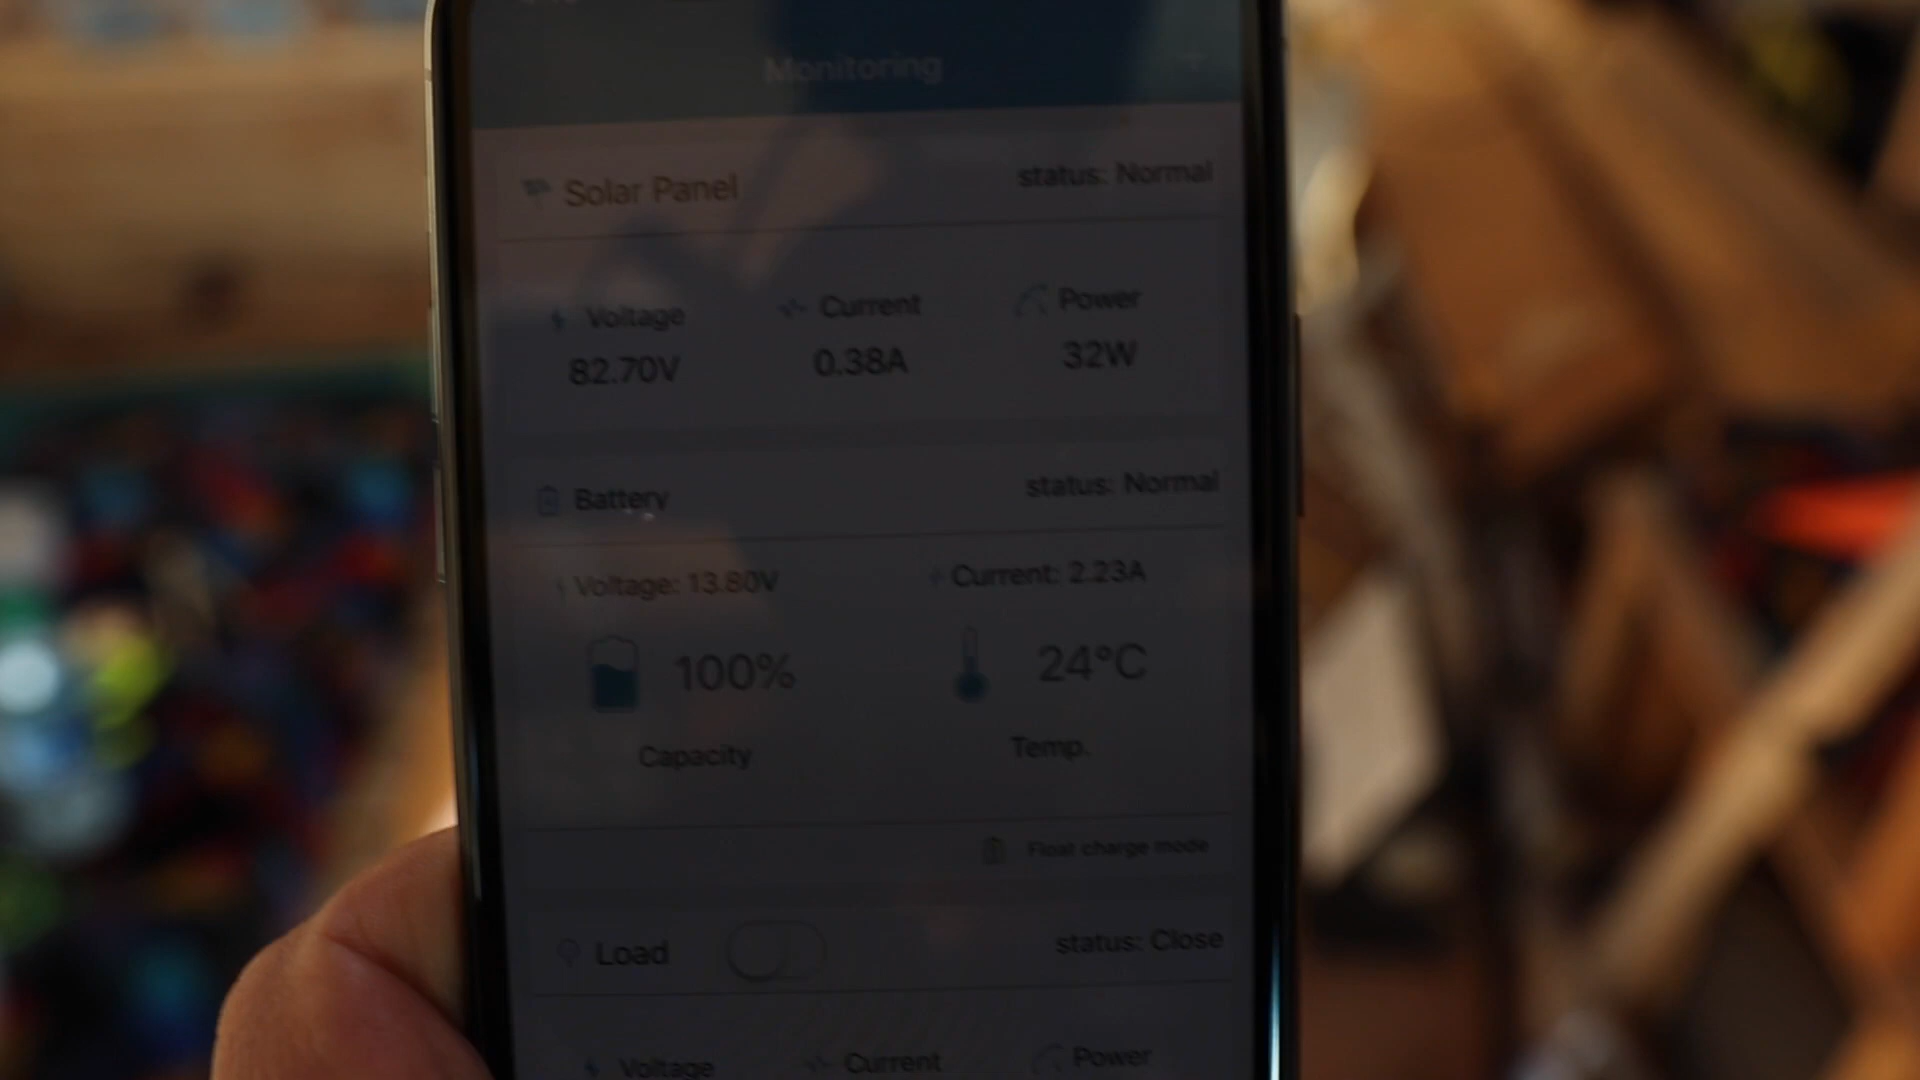 Monitoring
Solar Panel status: Normal
Voltage Current Power
82.70V 0.38A 32W
Battery status: Normal
Voltage: 13.80V Current: 2.23A
100% 24°C
Capacity Temp.
Float charge mode
Load status: Close
Voltage Current Power